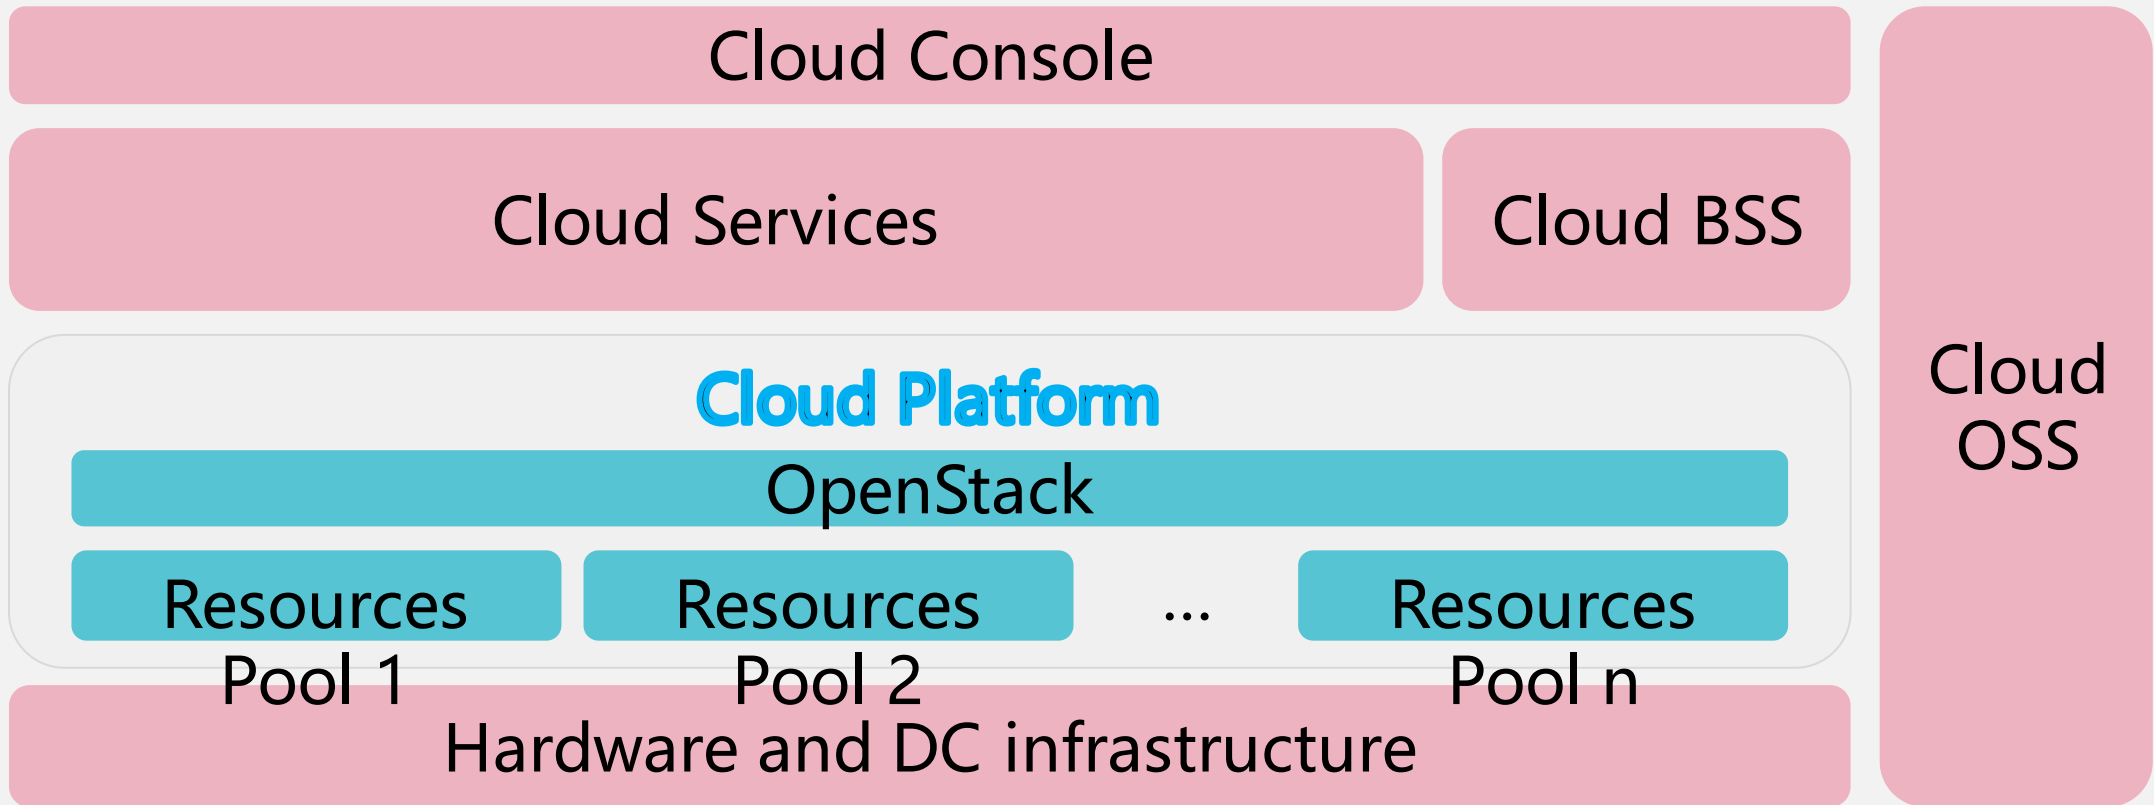 Cloud Console
Cloud Services
Cloud BSS
Cloud
OSS
Cloud Platform
OpenStack
Resources
Pool 1
Resources
Pool 2
...
Resources
Pool n
Hardware and DC infrastructure